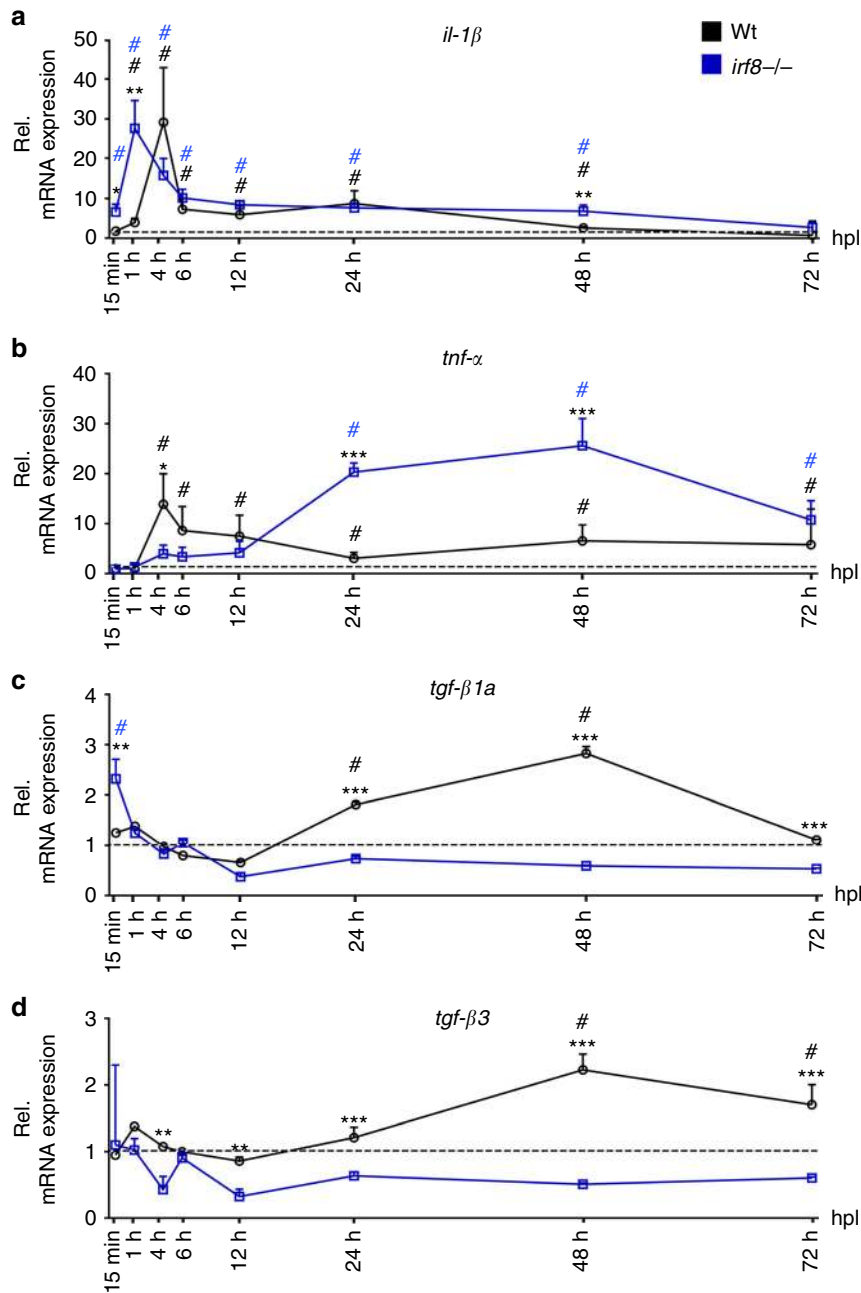 a
il-1β
Wt
irf8–/–
Rel.
mRNA expression
50
40
30
20
10
0
# # # # # # #
# # # # # #
* ** **
hpl
15 min 1 h 4 h 6 h 12 h 24 h 48 h 72 h
b
tnf-α
Rel.
mRNA expression
40
30
20
10
0
# # # #
# # # # # #
* *** ***
hpl
15 min 1 h 4 h 6 h 12 h 24 h 48 h 72 h
c
tgf-β1a
Rel.
mRNA expression
4
3
2
1
0
# # #
** *** *** ***
hpl
15 min 1 h 4 h 6 h 12 h 24 h 48 h 72 h
d
tgf-β3
Rel.
mRNA expression
3
2
1
0
# #
** ** *** *** ***
hpl
15 min 1 h 4 h 6 h 12 h 24 h 48 h 72 h